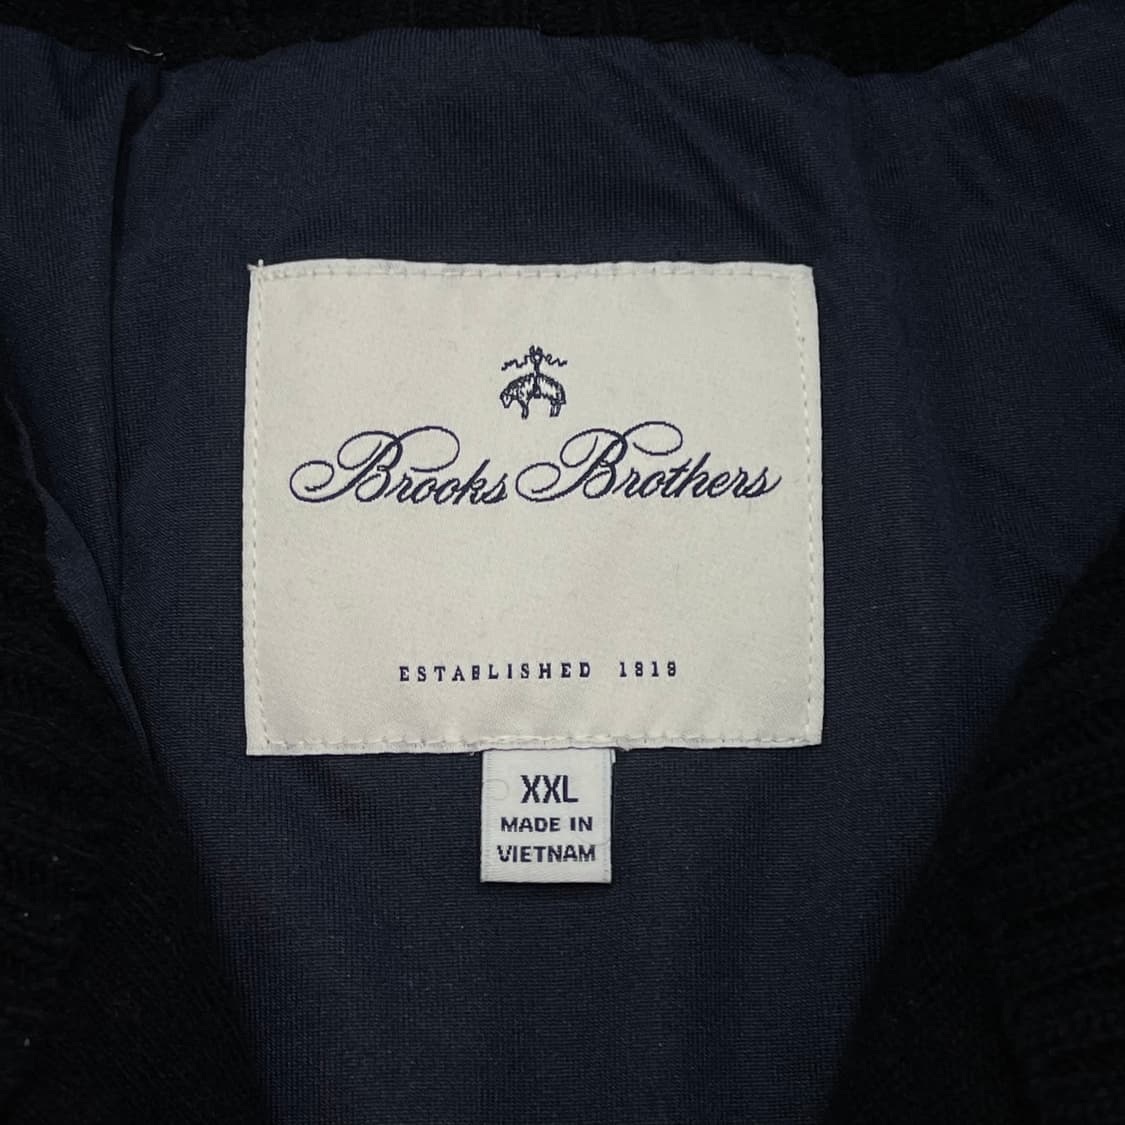 Brooks Brothers
ESTABLISHED 1818
XXL
MADE IN
VIETNAM